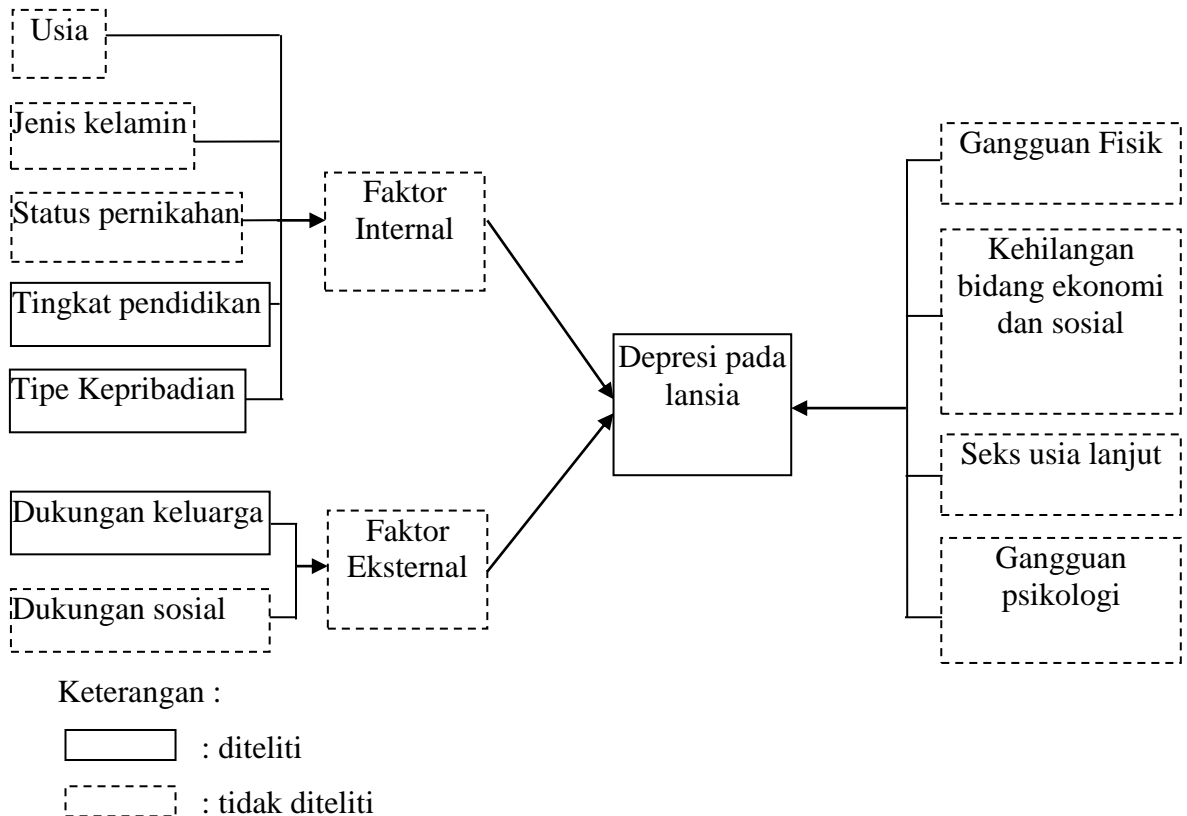 Usia
Jenis kelamin
Status pernikahan
Tingkat pendidikan
Tipe Kepribadian
Dukungan keluarga
Dukungan sosial
Faktor
Internal
Faktor
Eksternal
Depresi pada
lansia
Gangguan Fisik
Kehilangan
bidang ekonomi
dan sosial
Seks usia lanjut
Gangguan
psikologi
Keterangan :
: diteliti
: tidak diteliti